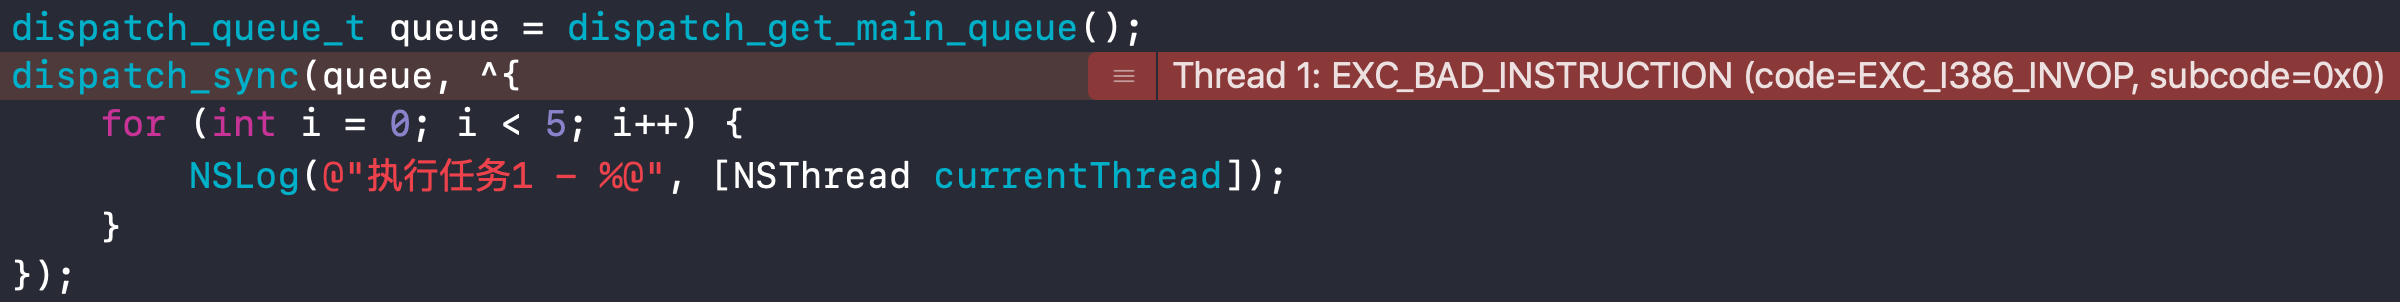 dispatch_queue_t queue = dispatch_get_main_queue();
dispatch_sync(queue, ^{ Thread 1: EXC_BAD_INSTRUCTION (code=EXC_I386_INVOP, subcode=0x0)
    for (int i = 0; i < 5; i++) {
        NSLog(@"执行任务1 - %@", [NSThread currentThread]);
    }
});